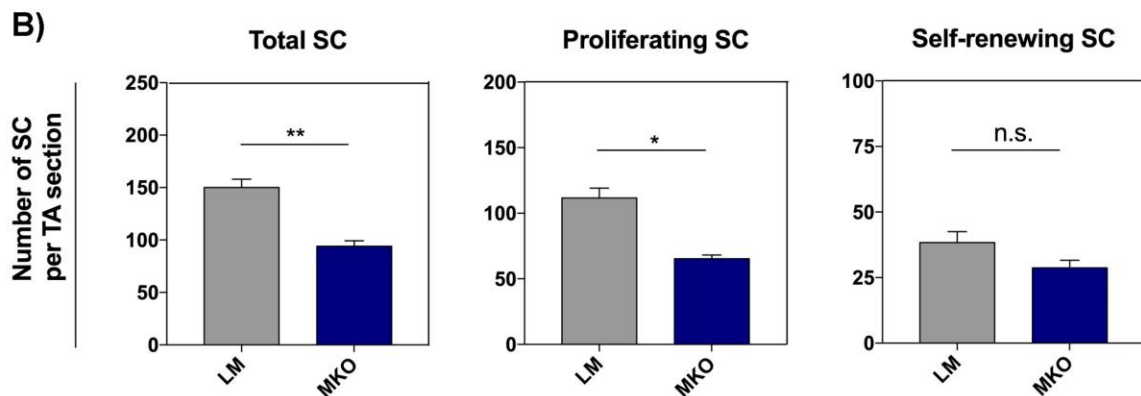 B)
Total SC
Proliferating SC
Self-renewing SC
Number of SC
per TA section
250
200
150
100
50
0
**
LM
MKO
200
150
100
50
0
*
LM
MKO
100
75
50
25
0
n.s.
LM
MKO